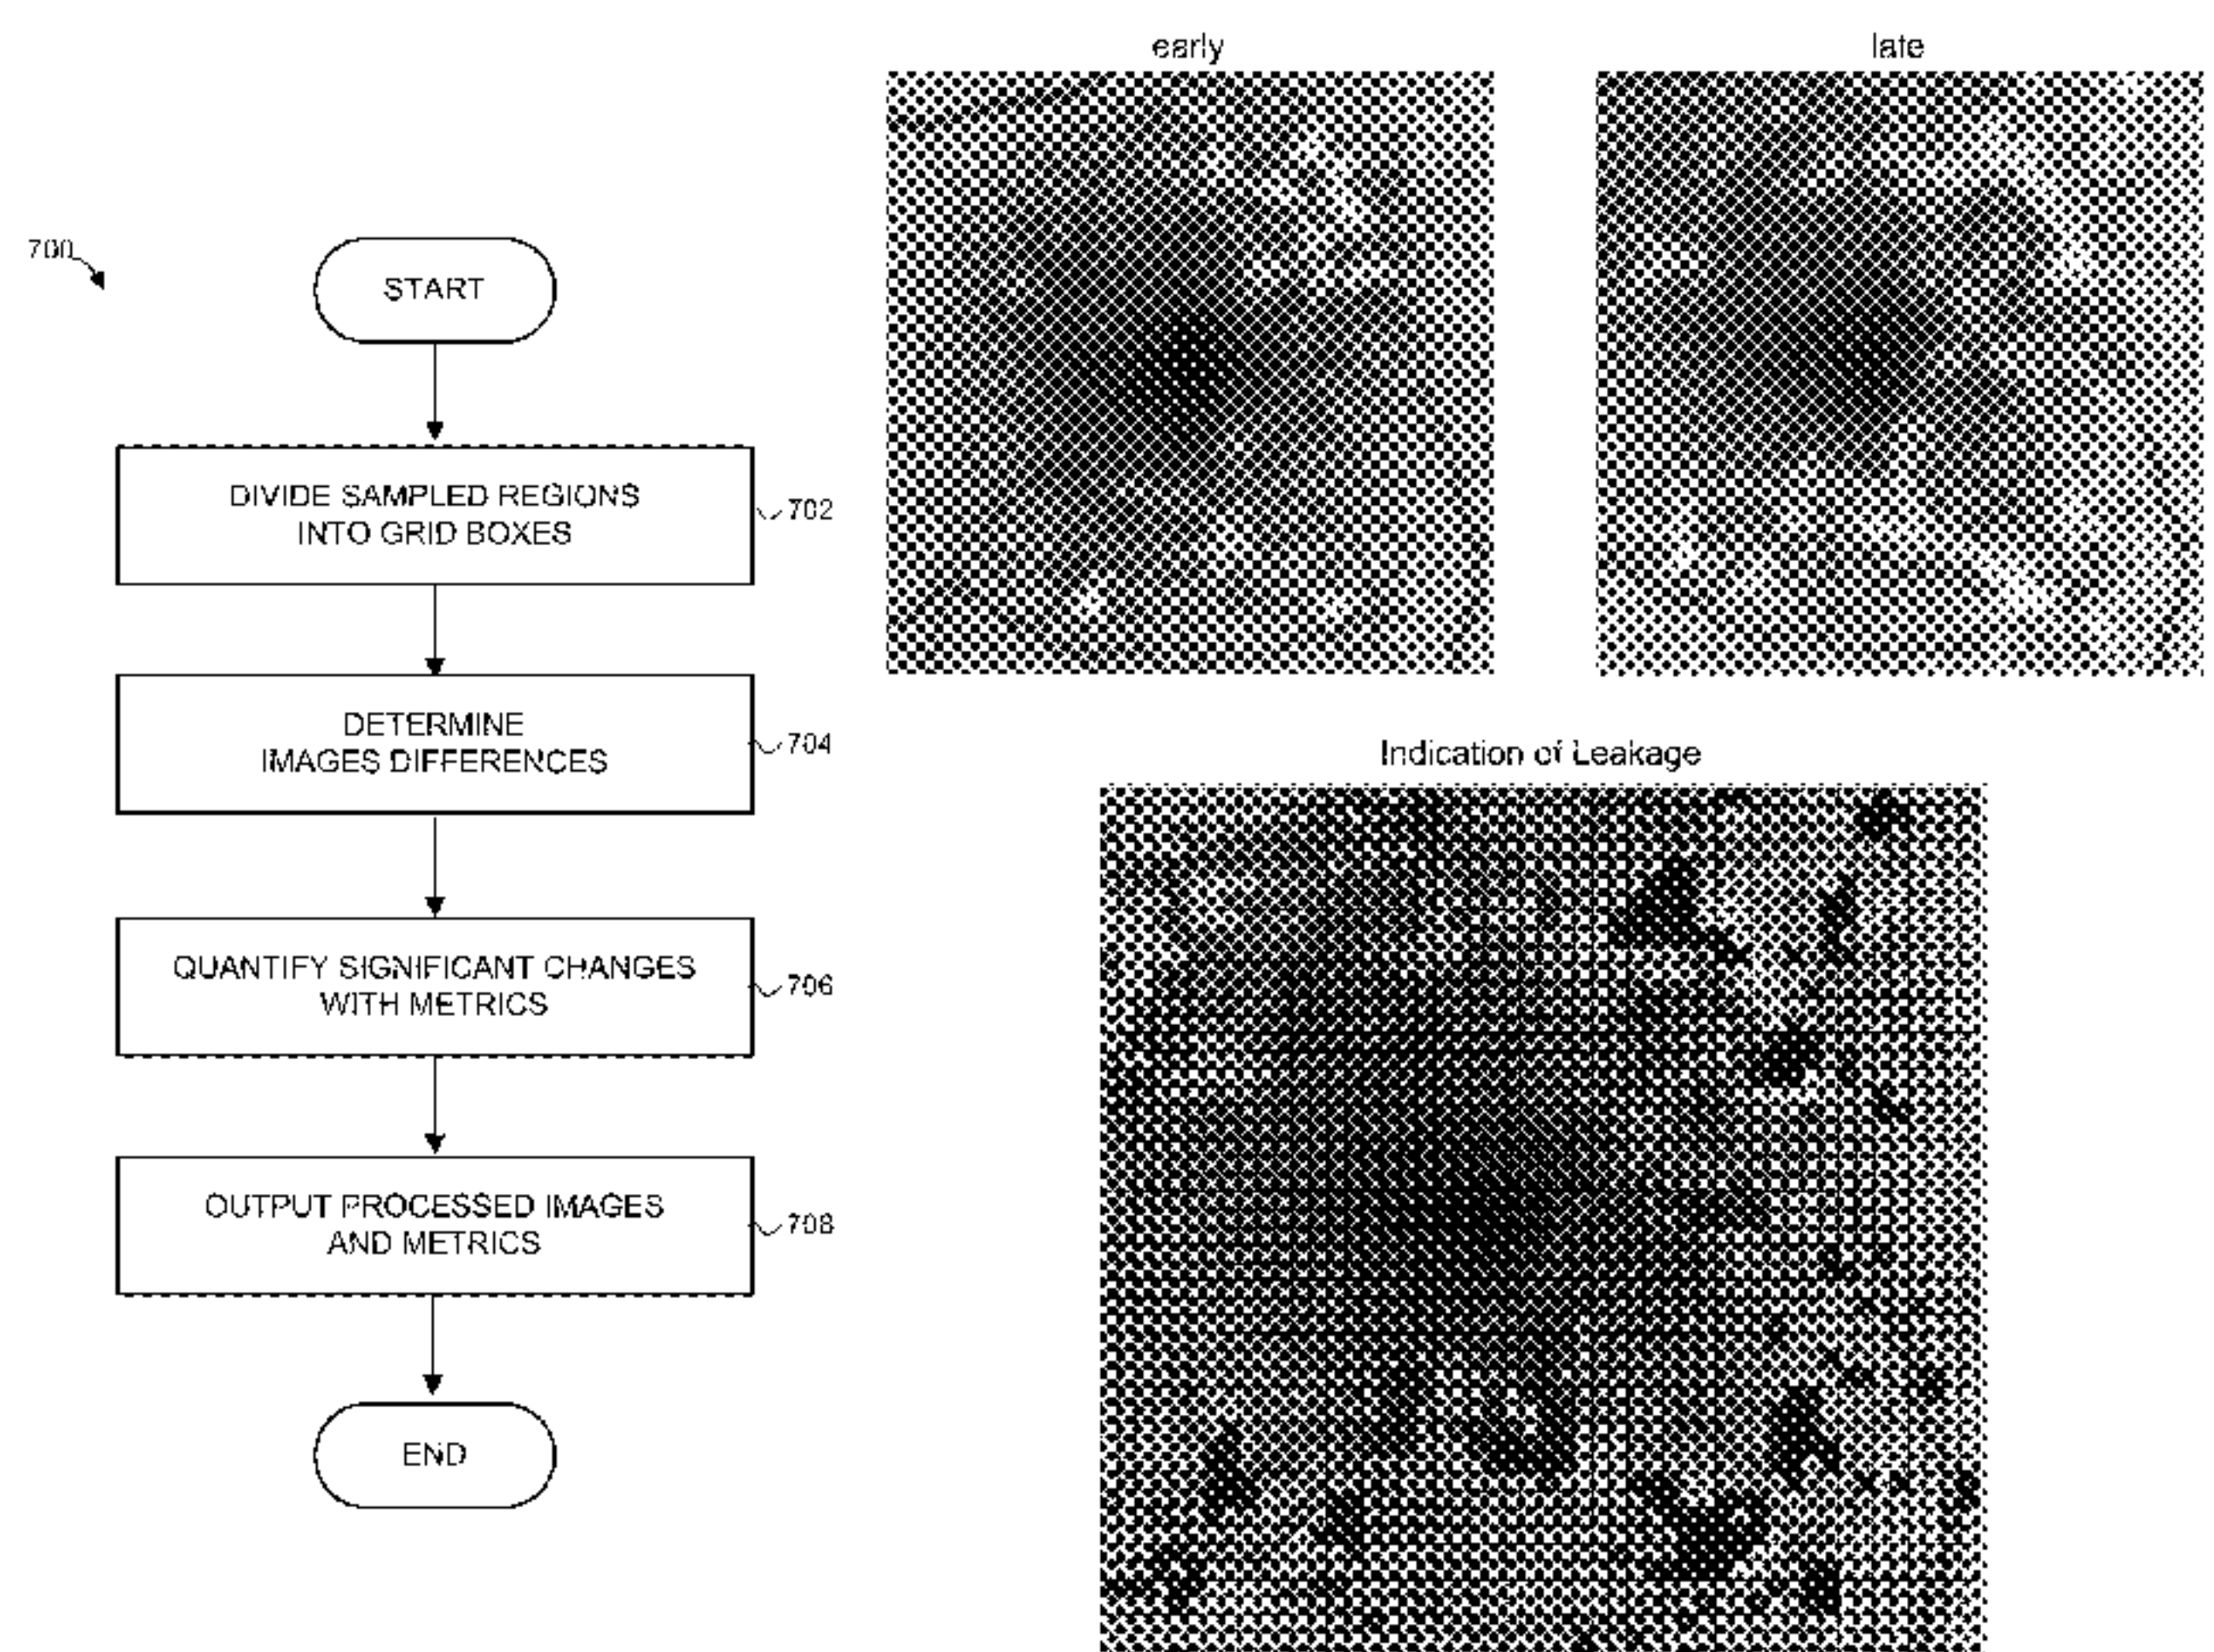 700
START
DIVIDE SAMPLED REGIONS
INTO GRID BOXES
702
DETERMINE
IMAGES DIFFERENCES
704
QUANTIFY SIGNIFICANT CHANGES
WITH METRICS
706
OUTPUT PROCESSED IMAGES
AND METRICS
708
END
early
late
Indication of Leakage